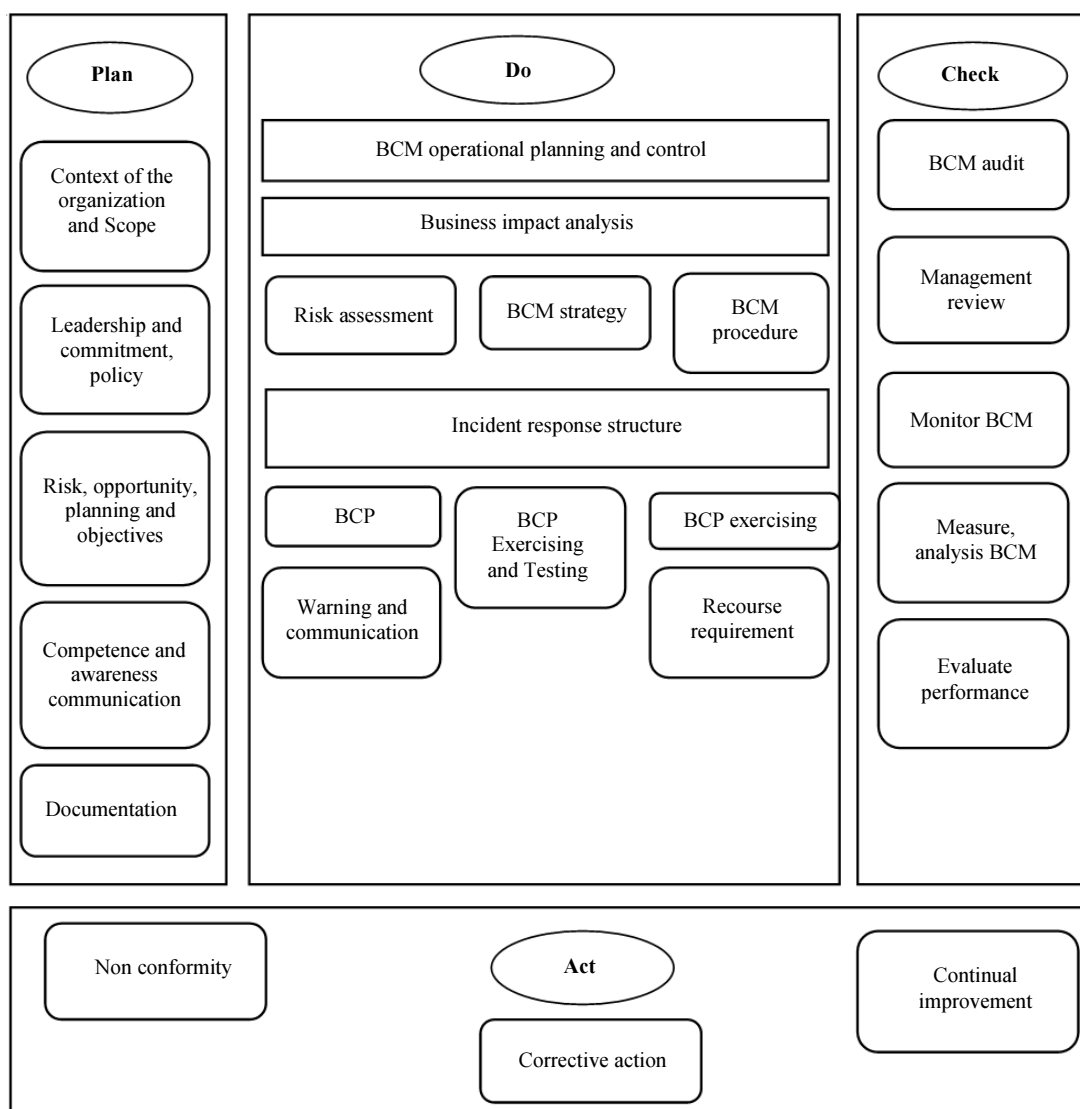 Plan
Context of the
organization
and Scope
Leadership and
commitment,
policy
Risk, opportunity,
planning and
objectives
Competence and
awareness
communication
Documentation
Do
BCM operational planning and control
Business impact analysis
Risk assessment
BCM strategy
BCM
procedure
Incident response structure
BCP
BCP
Exercising
and Testing
BCP exercising
Warning and
communication
Recourse
requirement
Check
BCM audit
Management
review
Monitor BCM
Measure,
analysis BCM
Evaluate
performance
Non conformity
Act
Corrective action
Continual
improvement